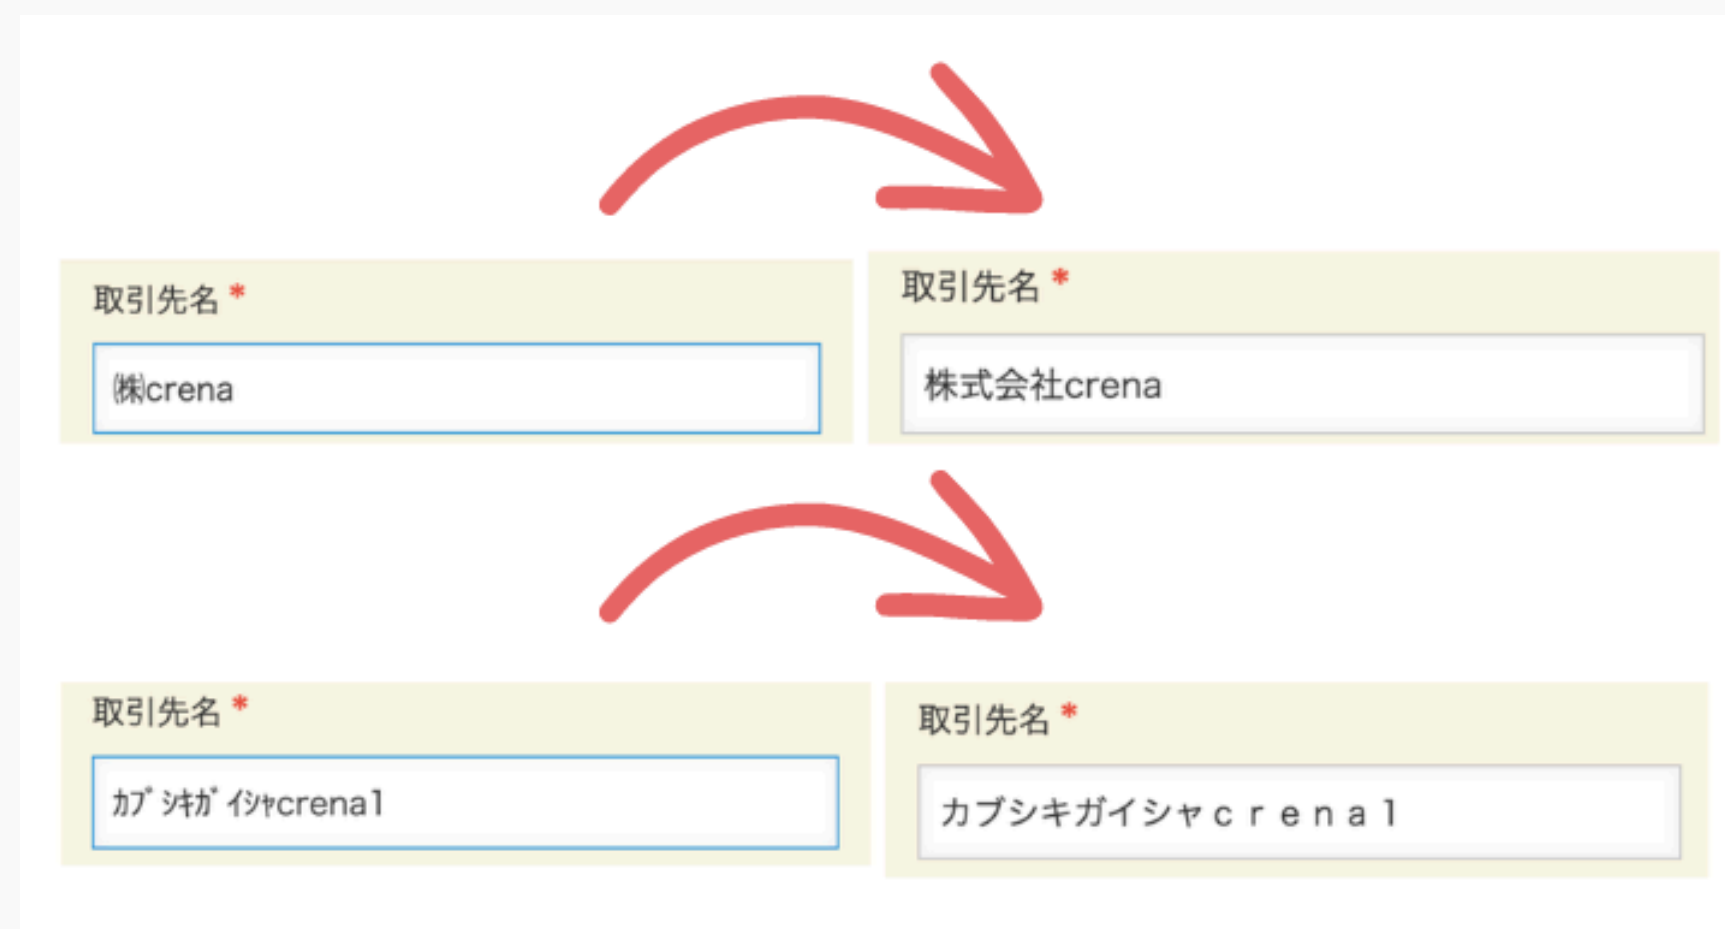 取引先名 *
取引先名 *
㈱crena
株式会社crena
取引先名 *
取引先名 *
ｶﾌﾞｼｷｶﾞｲｼｬcrena1
カブシキガイシャｃｒｅｎａ１